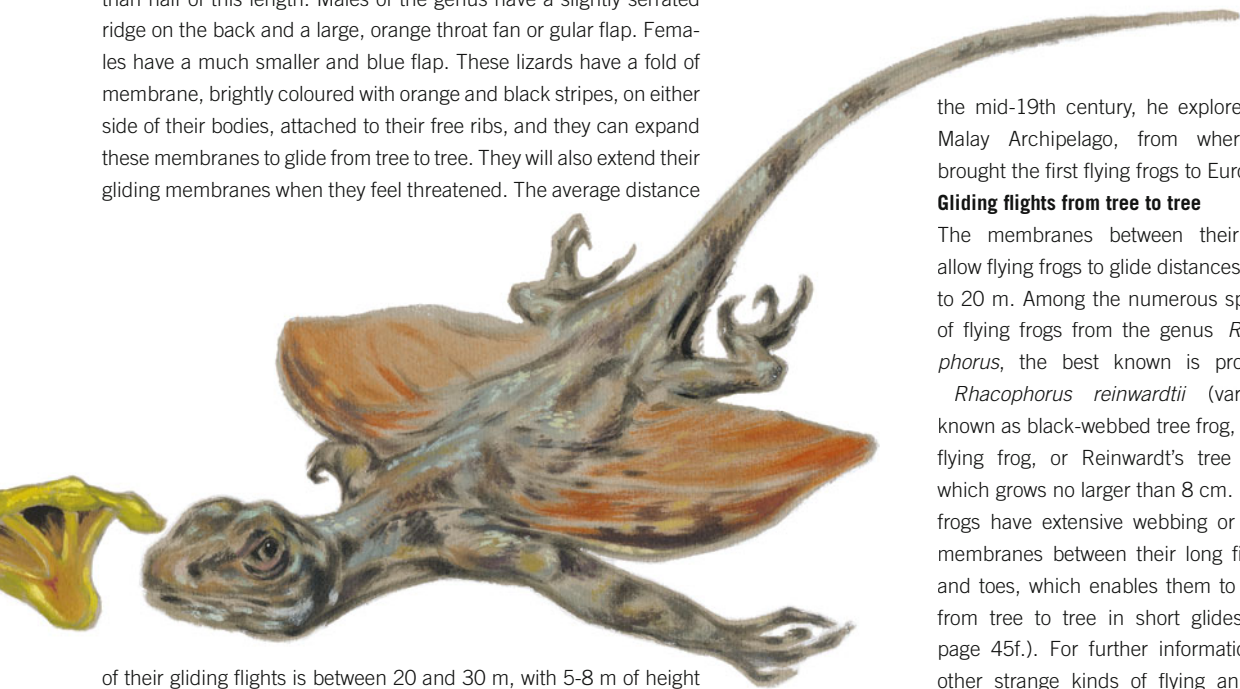 than half of this length. Males of the genus have a slightly serrated
ridge on the back and a large, orange throat fan or gular flap. Fema-
les have a much smaller and blue flap. These lizards have a fold of
membrane, brightly coloured with orange and black stripes, on either
side of their bodies, attached to their free ribs, and they can expand
these membranes to glide from tree to tree. They will also extend their
gliding membranes when they feel threatened. The average distance
of their gliding flights is between 20 and 30 m, with 5-8 m of height
the mid-19th century, he explore
Malay Archipelago, from wher
brought the first flying frogs to Euro
Gliding flights from tree to tree
The membranes between their
allow flying frogs to glide distances
to 20 m. Among the numerous sp
of flying frogs from the genus R
phorus, the best known is pro
Rhacophorus reinwardtii (var
known as black-webbed tree frog,
flying frog, or Reinwardt's tree
which grows no larger than 8 cm.
frogs have extensive webbing or
membranes between their long fi
and toes, which enables them to
from tree to tree in short glides
page 45f.). For further informatio
other strange kinds of flying an